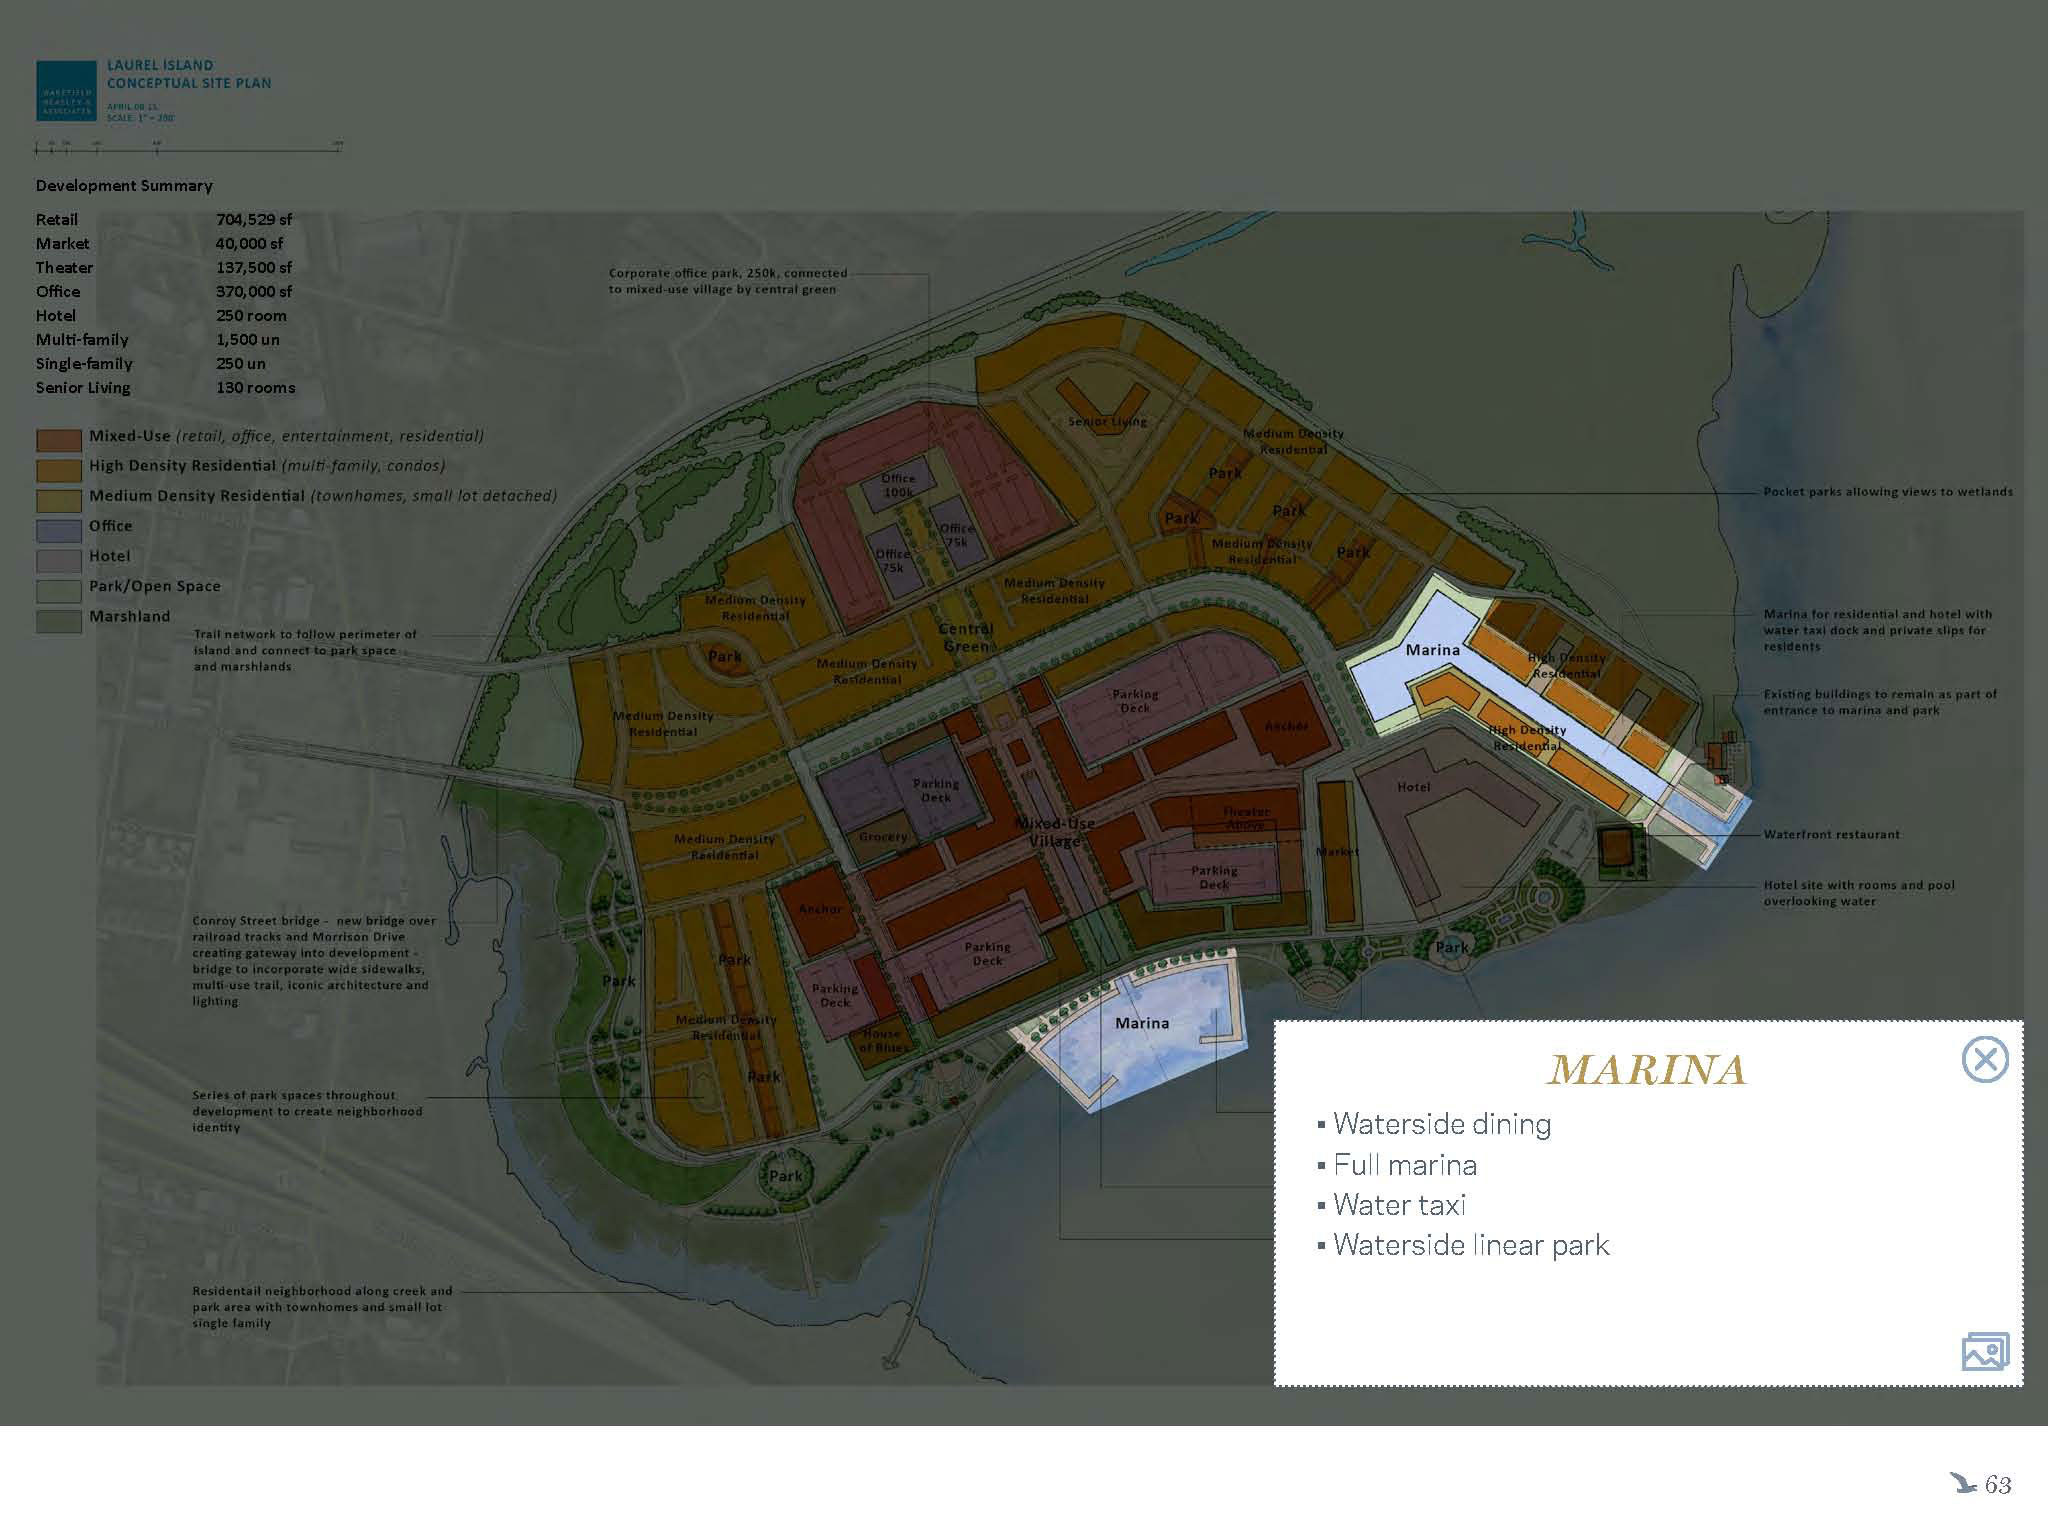 WAKEFIELD
BEASLEY &
ASSOCIATES
LAUREL ISLAND
CONCEPTUAL SITE PLAN
APRIL 08 15
SCALE: 1" = 200'
Development Summary
Retail 704,529 sf
Market 40,000 sf
Theater 137,500 sf
Office 370,000 sf
Hotel 250 room
Multi-family 1,500 un
Single-family 250 un
Senior Living 130 rooms
Mixed-Use (retail, office, entertainment, residential)
High Density Residential (multi-family, condos)
Medium Density Residential (townhomes, small lot detached)
Office
Hotel
Park/Open Space
Marshland
Corporate office park, 250k, connected
to mixed-use village by central green
Trail network to follow perimeter of
island and connect to park space
and marshlands
Conroy Street bridge - new bridge over
railroad tracks and Morrison Drive
creating gateway into development -
bridge to incorporate wide sidewalks,
multi-use trail, iconic architecture and
lighting
Series of park spaces throughout
development to create neighborhood
identity
Residentail neighborhood along creek and
park area with townhomes and small lot
single family
Senior Living
Medium Density
Residential
Park
Park
Park
Park
Medium Density
Residential
Office
100k
Office
75k
Office
75k
Medium Density
Residential
Medium Density
Residential
Central
Green
Park
Medium Density
Residential
Medium Density
Residential
Marina
High Density
Residential
High Density
Residential
Parking
Deck
Anchor
Parking
Deck
Grocery
Mixed-Use
Village
Theater
Above
Market
Hotel
Parking
Deck
Medium Density
Residential
Anchor
Parking
Deck
Parking
Deck
House
of Blues
Park
Park
Medium Density
Residential
Park
Park
Park
Marina
Pocket parks allowing views to wetlands
Marina for residential and hotel with
water taxi dock and private slips for
residents
Existing buildings to remain as part of
entrance to marina and park
Waterfront restaurant
Hotel site with rooms and pool
overlooking water
MARINA
▪ Waterside dining
▪ Full marina
▪ Water taxi
▪ Waterside linear park
63